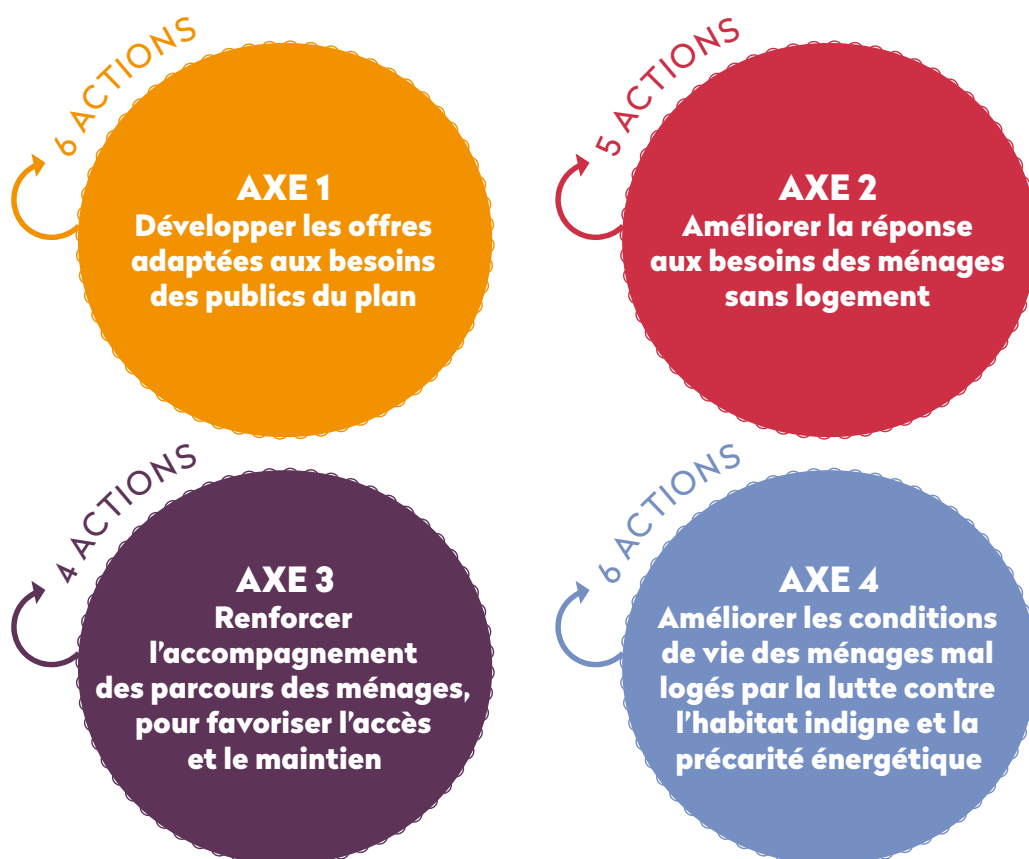 6 ACTIONS
AXE 1
Développer les offres
adaptées aux besoins
des publics du plan
5 ACTIONS
AXE 2
Améliorer la réponse
aux besoins des ménages
sans logement
4 ACTIONS
AXE 3
Renforcer
l’accompagnement
des parcours des ménages,
pour favoriser l’accès
et le maintien
6 ACTIONS
AXE 4
Améliorer les conditions
de vie des ménages mal
logés par la lutte contre
l’habitat indigne et la
précarité énergétique